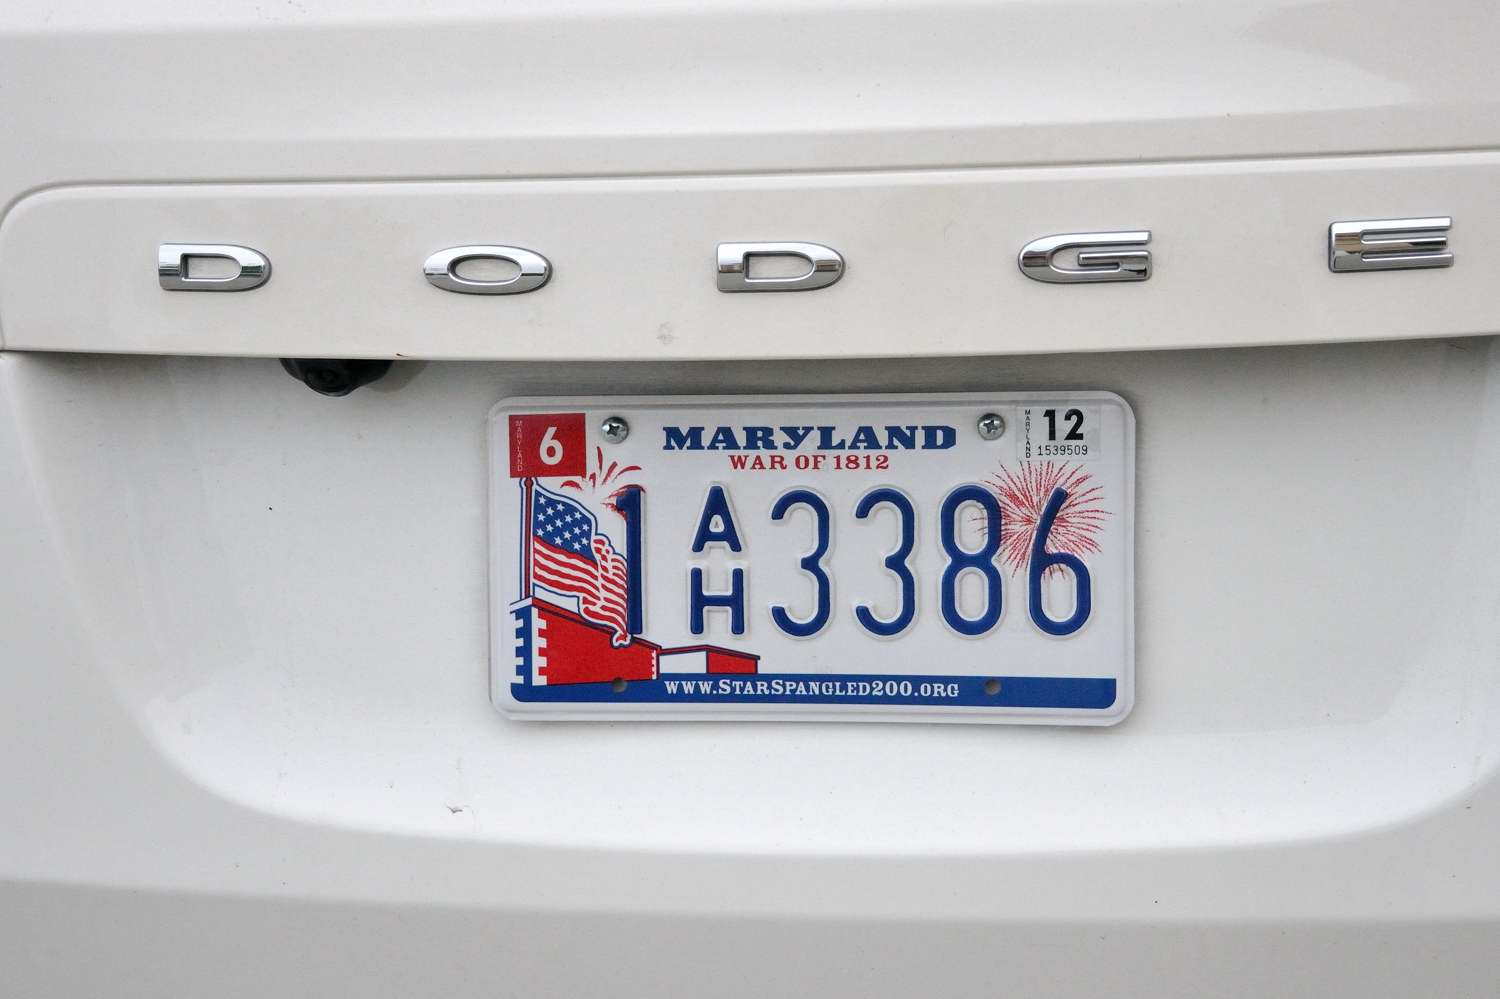 DODGE
MARYLAND
6
MARYLAND
WAR OF 1812
MARYLAND
12
1539509
1AH3386
www.StarSpangled200.org